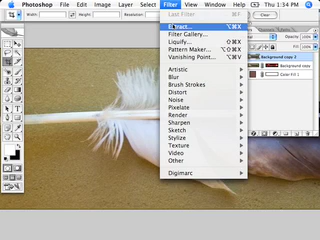 Photoshop File Edit Image Layer Select Filter View Window Help Thu 1:34 PM
Width: Height: Clear
Last Filter ⌘F
Extract... ⌥⌘X
Filter Gallery...
Liquify... ⇧⌘X
Pattern Maker... ⌥⇧⌘X
Vanishing Point... ⌥⌘V
Artistic
Blur
Brush Strokes
Distort
Noise
Pixelate
Render
Sharpen
Sketch
Stylize
Texture
Video
Other
Digimarc
Opacity:
Fill:
Background copy 2
Background copy
Color Fill 1